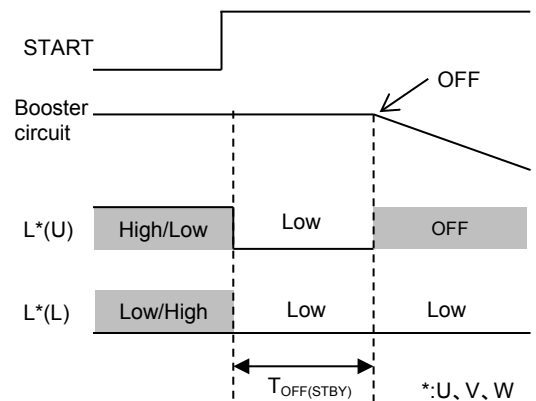 START
OFF
Booster
circuit
L*(U)
High/Low
Low
OFF
L*(L)
Low/High
Low
Low
TOFF(STBY)
*:U、V、W